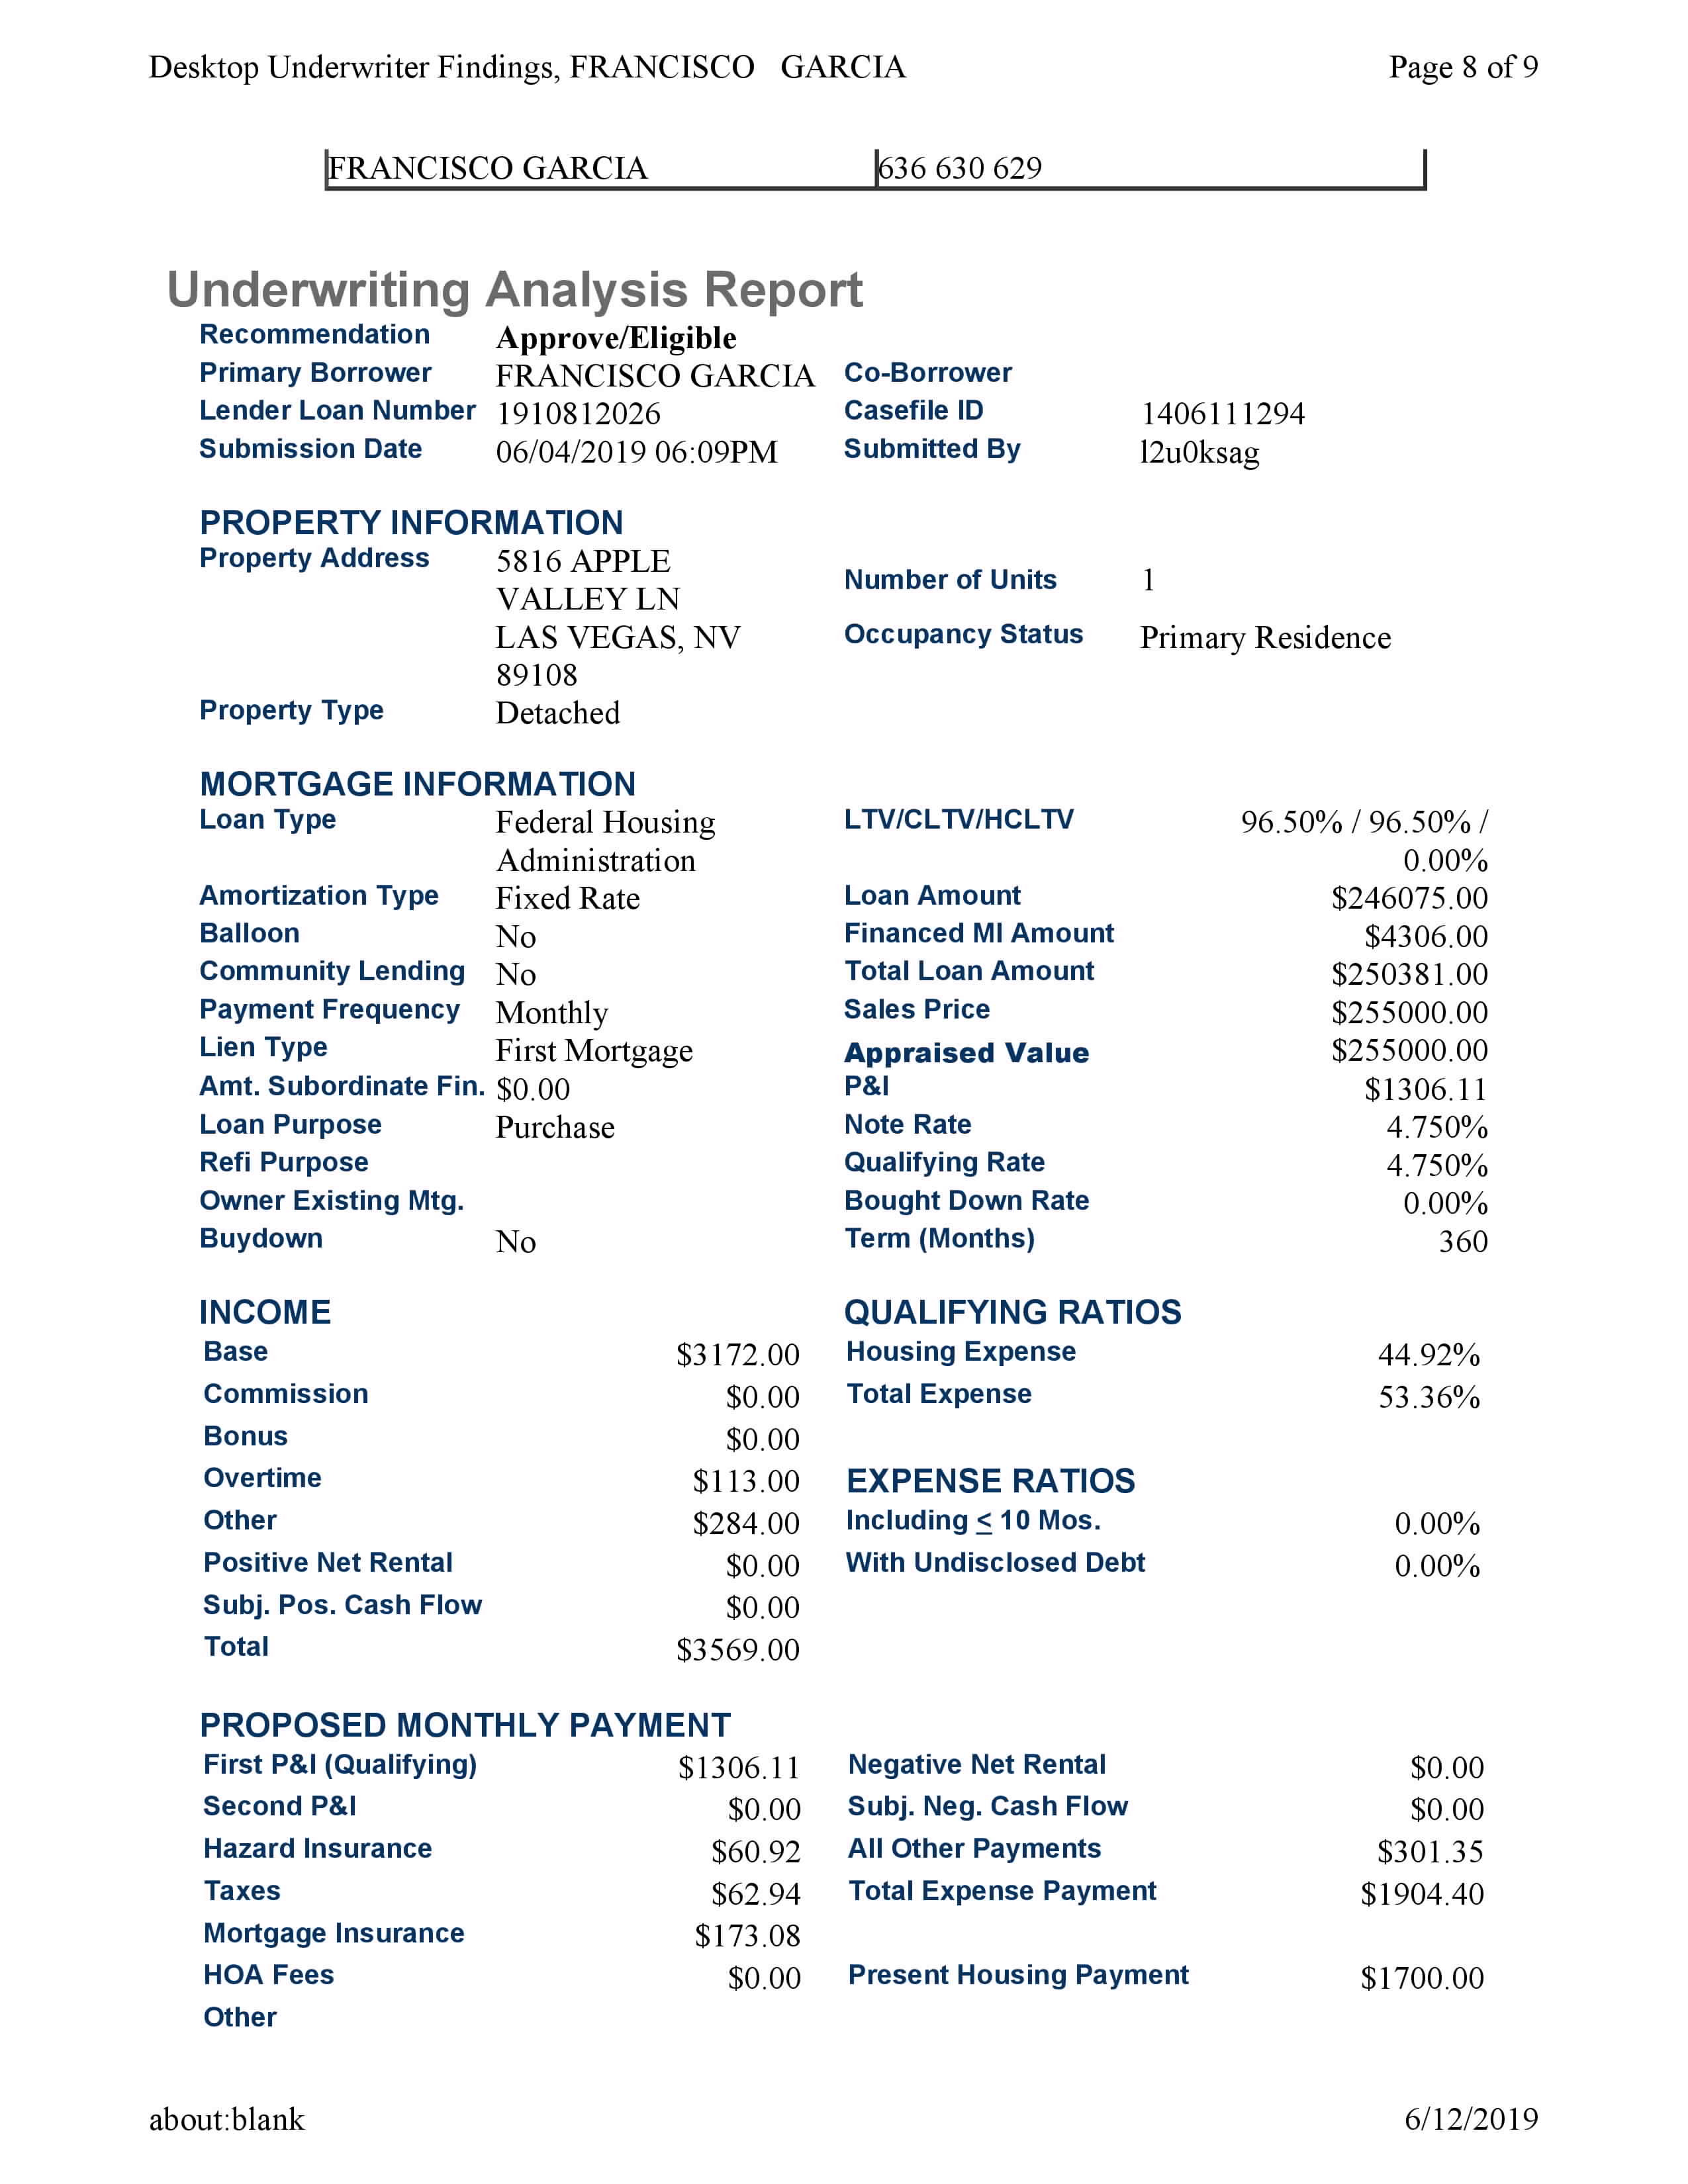 Desktop Underwriter Findings, FRANCISCO GARCIA Page 8 of 9
FRANCISCO GARCIA 636 630 629
Underwriting Analysis Report
Recommendation Approve/Eligible
Primary Borrower FRANCISCO GARCIA Co-Borrower
Lender Loan Number 1910812026 Casefile ID 1406111294
Submission Date 06/04/2019 06:09PM Submitted By l2u0ksag
PROPERTY INFORMATION
Property Address 5816 APPLE
VALLEY LN Number of Units 1
LAS VEGAS, NV Occupancy Status Primary Residence
89108
Property Type Detached
MORTGAGE INFORMATION
Loan Type Federal Housing LTV/CLTV/HCLTV 96.50% / 96.50% /
Administration 0.00%
Amortization Type Fixed Rate Loan Amount $246075.00
Balloon No Financed MI Amount $4306.00
Community Lending No Total Loan Amount $250381.00
Payment Frequency Monthly Sales Price $255000.00
Lien Type First Mortgage Appraised Value $255000.00
Amt. Subordinate Fin. $0.00 P&I $1306.11
Loan Purpose Purchase Note Rate 4.750%
Refi Purpose Qualifying Rate 4.750%
Owner Existing Mtg. Bought Down Rate 0.00%
Buydown No Term (Months) 360
INCOME QUALIFYING RATIOS
Base $3172.00 Housing Expense 44.92%
Commission $0.00 Total Expense 53.36%
Bonus $0.00
Overtime $113.00 EXPENSE RATIOS
Other $284.00 Including ≤ 10 Mos. 0.00%
Positive Net Rental $0.00 With Undisclosed Debt 0.00%
Subj. Pos. Cash Flow $0.00
Total $3569.00
PROPOSED MONTHLY PAYMENT
First P&I (Qualifying) $1306.11 Negative Net Rental $0.00
Second P&I $0.00 Subj. Neg. Cash Flow $0.00
Hazard Insurance $60.92 All Other Payments $301.35
Taxes $62.94 Total Expense Payment $1904.40
Mortgage Insurance $173.08
HOA Fees $0.00 Present Housing Payment $1700.00
Other
about:blank 6/12/2019